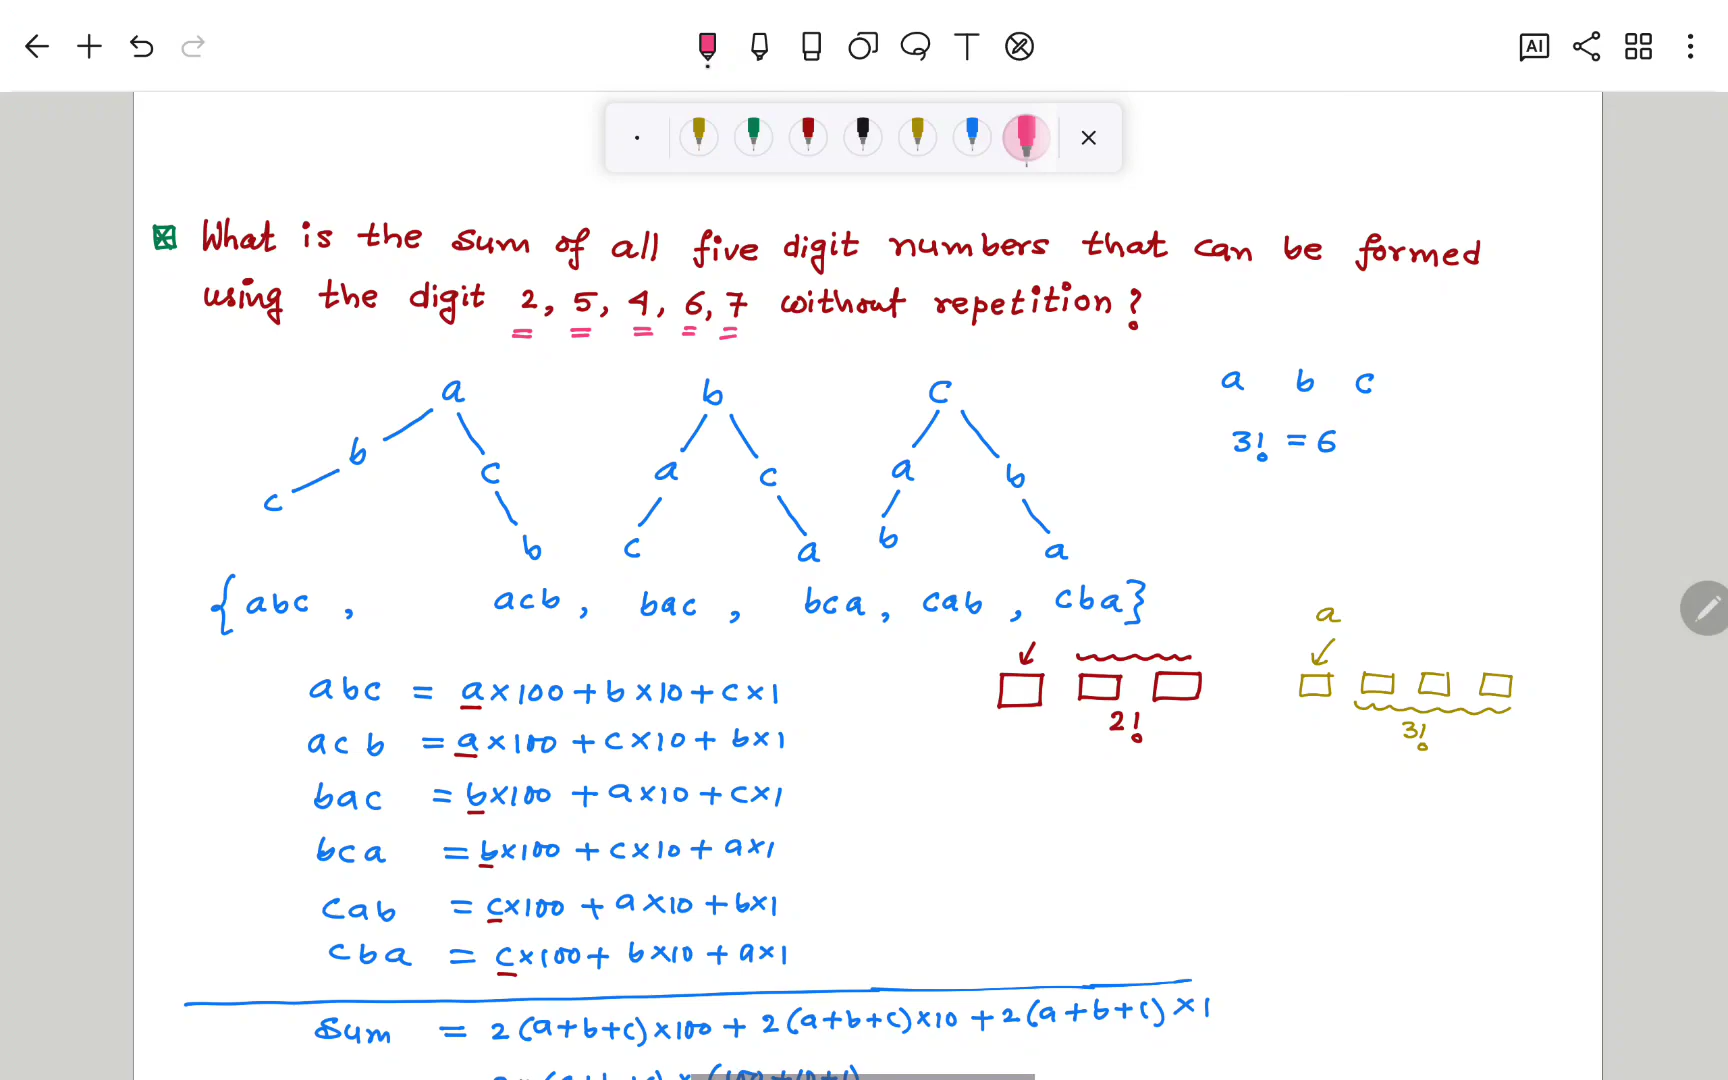 AI
T
What is the sum of all five digit numbers that can be formed
using the digit 2, 5, 4, 6, 7 without repetition?
a b c a b c
b c a c a b 3! = 6
c b c a b a
{abc, acb, bac, bca, cab, cba}
a
abc = a×100+b×10+c×1
2! 3!
acb = a×100 + c×10 + b×1
bac = b×100 + a×10 + c×1
bca = b×100 + c×10 + a×1
cab = c×100 + a×10 + b×1
cba = c×100 + b×10 + a×1
Sum = 2(a+b+c)×100 + 2(a+b+c)×10 + 2(a+b+c)×1